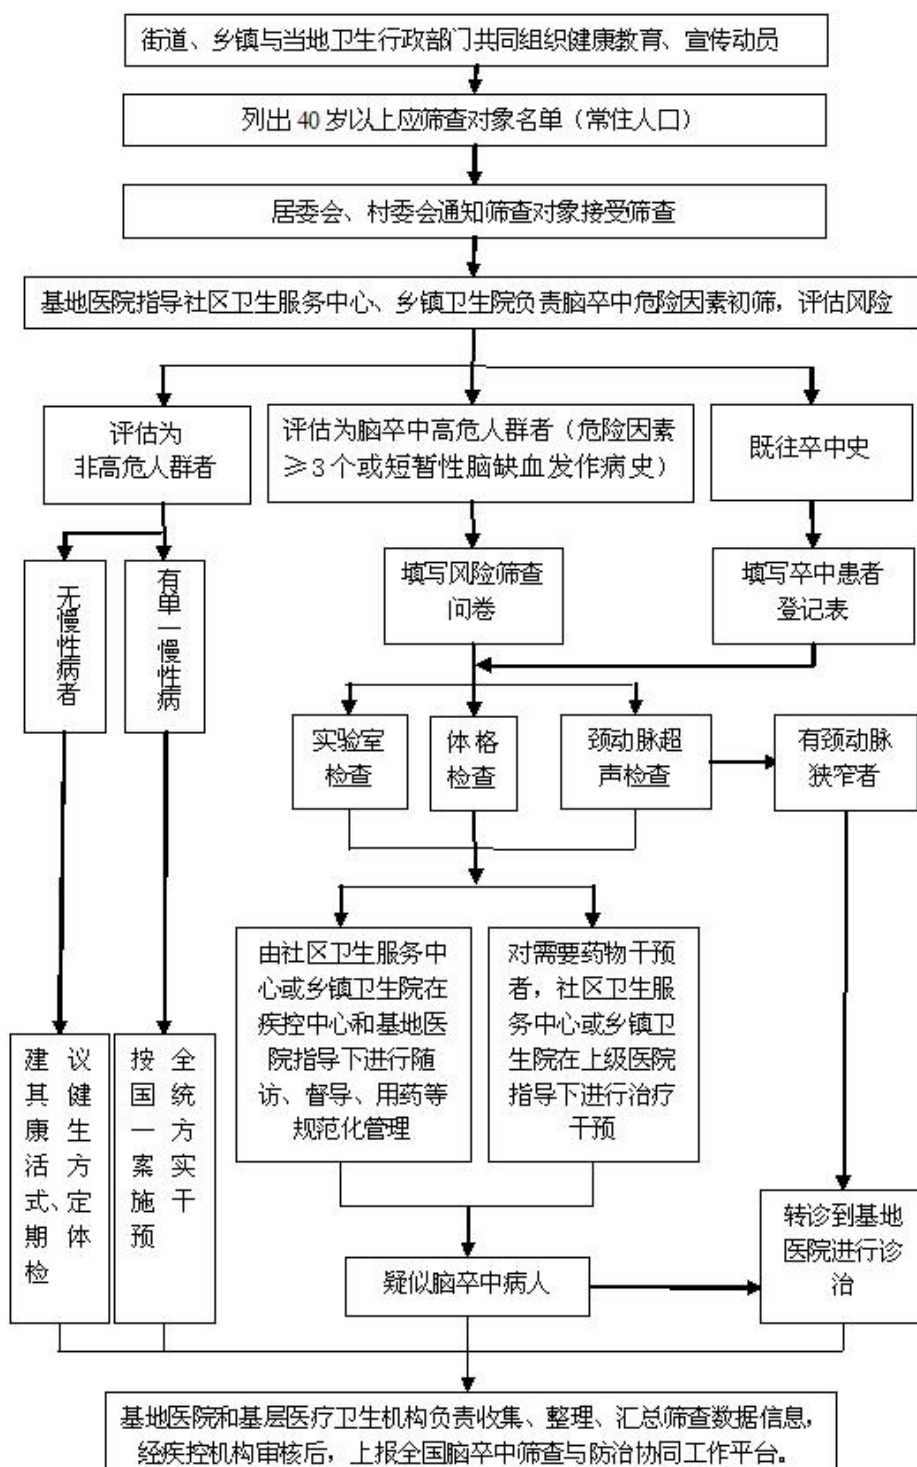 街道、乡镇与当地卫生行政部门共同组织健康教育、宣传动员
列出 40 岁以上应筛查对象名单（常住人口）
居委会、村委会通知筛查对象接受筛查
基地医院指导社区卫生服务中心、乡镇卫生院负责脑卒中危险因素初筛，评估风险
评估为
非高危人群者
评估为脑卒中高危人群者（危险因素
≥3个或短暂性脑缺血发作病史）
既往卒中史
无慢性病者
有单一慢性病
填写风险筛查
问卷
填写卒中患者
登记表
实验室
检查
体格
检查
颈动脉超
声检查
有颈动脉
狭窄者
由社区卫生服务中
心或乡镇卫生院在
疾控中心和基地医
院指导下进行随
访、督导、用药等
规范化管理
对需要药物干预
者，社区卫生服
务中心或乡镇卫
生院在上级医院
指导下进行治疗
干预
建议
其健
康生
活方
式、定
期体
检
按全
国统
一方
案实
施干
预
转诊到基地
医院进行诊
治
疑似脑卒中病人
基地医院和基层医疗卫生机构负责收集、整理、汇总筛查数据信息，
经疾控机构审核后，上报全国脑卒中筛查与防治协同工作平台。